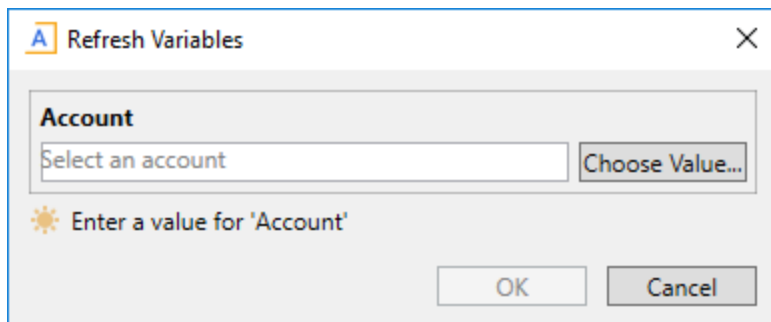 A Refresh Variables
Account
Select an account
Choose Value...
Enter a value for 'Account'
OK Cancel